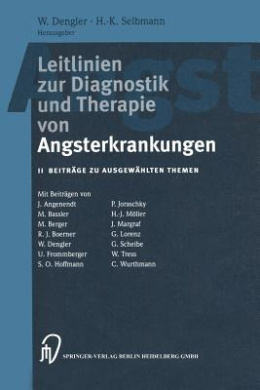 W. Dengler · H.-K. Selbmann
Herausgeber
Angst
Leitlinien
zur Diagnostik
und Therapie
von
Angsterkrankungen
II BEITRÄGE ZU AUSGEWÄHLTEN THEMEN
Mit Beiträgen von
J. Angenendt
M. Bassler
M. Berger
R. J. Boerner
W. Dengler
U. Frommberger
S. O. Hoffmann
P. Joraschky
H.-J. Möller
J. Margraf
G. Lorenz
G. Scheibe
W. Tress
C. Wurthmann
SPRINGER-VERLAG BERLIN HEIDELBERG GMBH